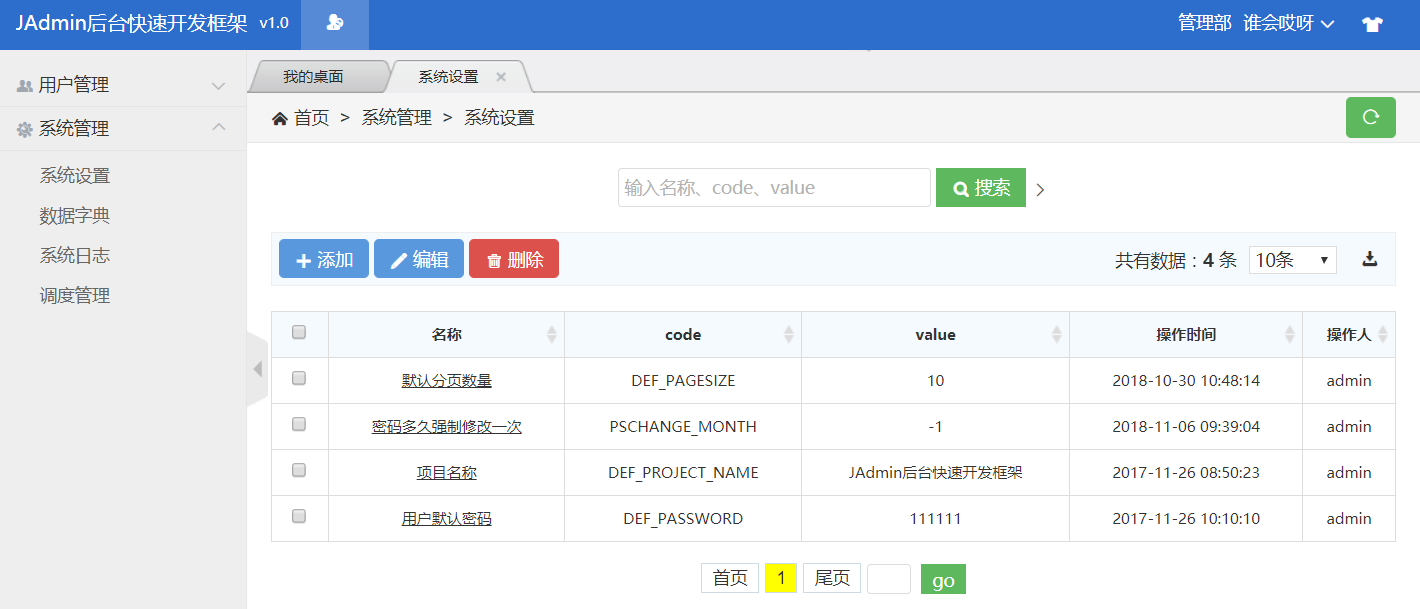 JAdmin后台快速开发框架 v1.0
管理部 谁会哎呀
用户管理
系统管理
系统设置
数据字典
系统日志
调度管理
我的桌面 系统设置 ×
首页 > 系统管理 > 系统设置
输入名称、code、value 搜索 >
添加 编辑 删除
共有数据：4 条 10条
名称 code value 操作时间 操作人
默认分页数量 DEF_PAGESIZE 10 2018-10-30 10:48:14 admin
密码多久强制修改一次 PSCHANGE_MONTH -1 2018-11-06 09:39:04 admin
项目名称 DEF_PROJECT_NAME JAdmin后台快速开发框架 2017-11-26 08:50:23 admin
用户默认密码 DEF_PASSWORD 111111 2017-11-26 10:10:10 admin
首页 1 尾页 go